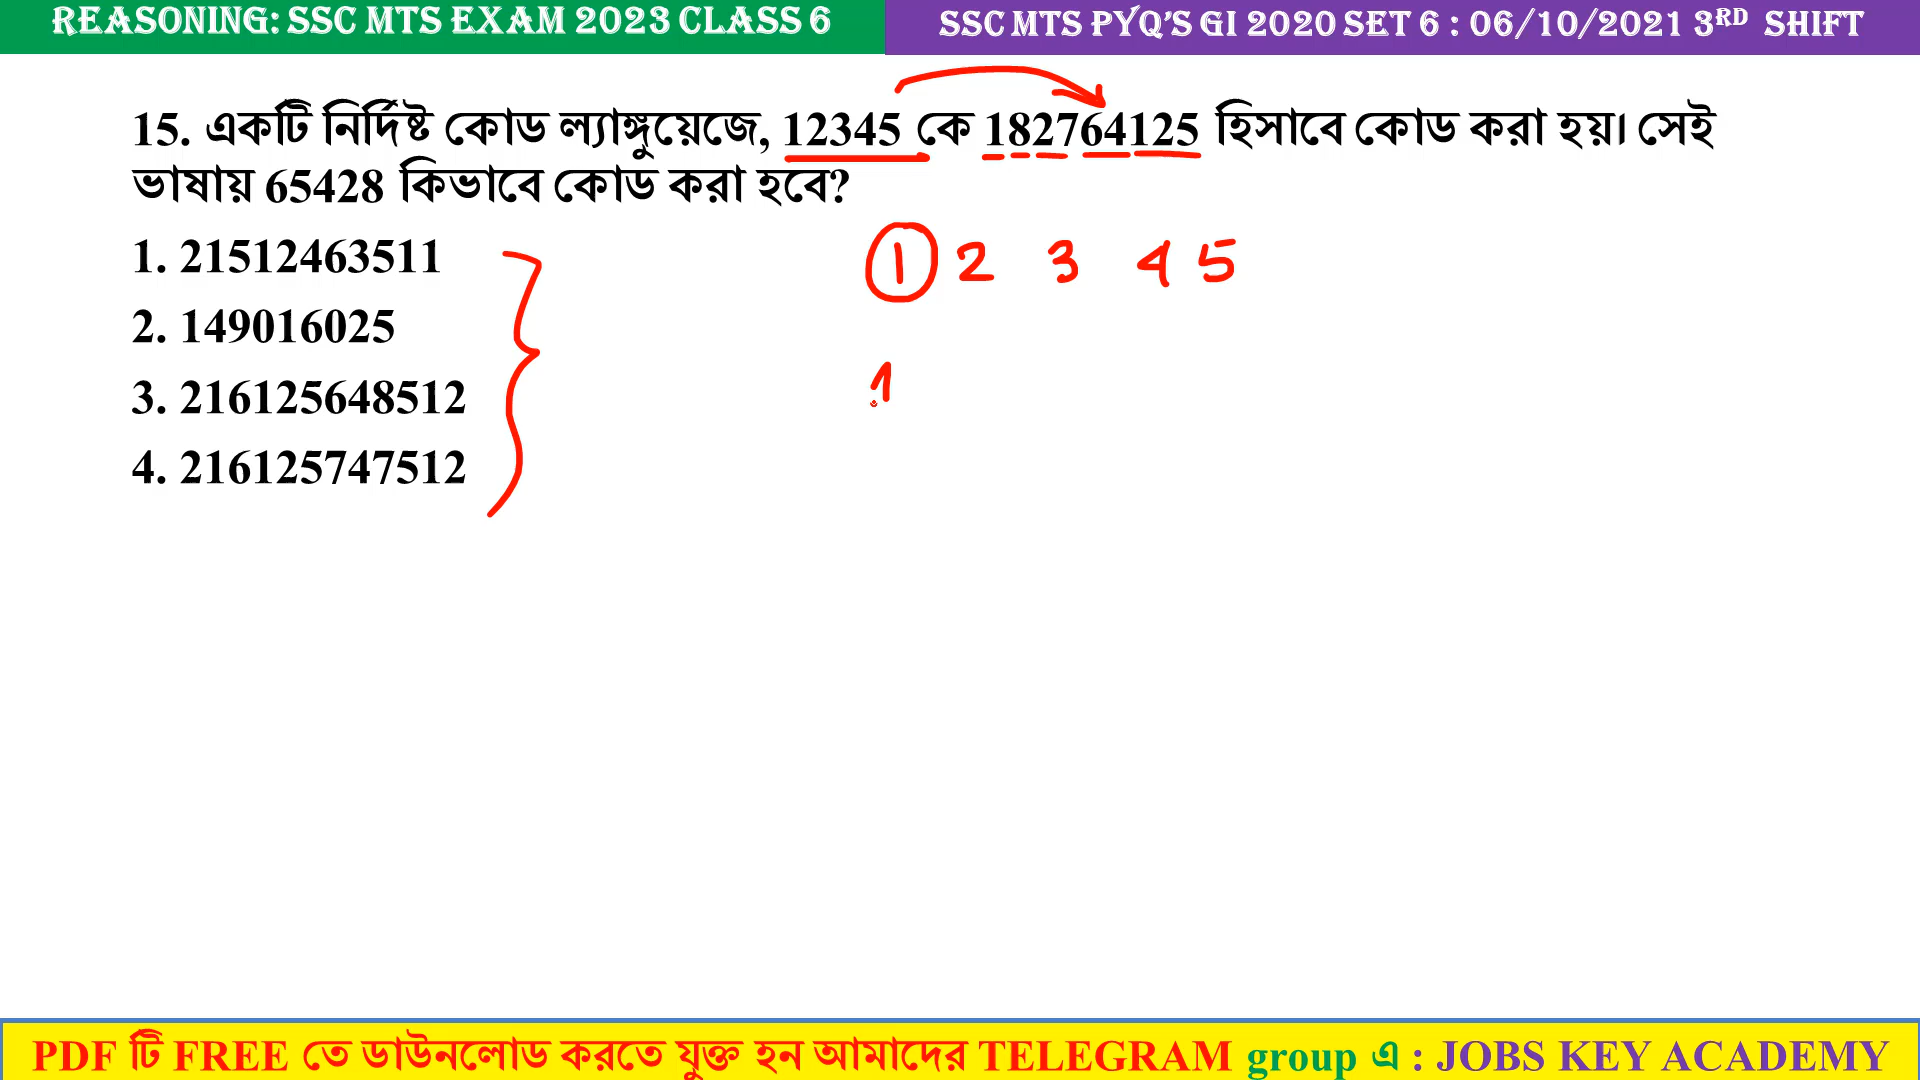 REASONING: SSC MTS EXAM 2023 CLASS 6
SSC MTS PYQ'S GI 2020 SET 6 : 06/10/2021 3RD SHIFT
15. একটি নির্দিষ্ট কোড ল্যাঙ্গুয়েজে, 12345 কে 182764125 হিসাবে কোড করা হয়। সেই
ভাষায় 65428 কিভাবে কোড করা হবে?
1. 21512463511
2. 149016025
3. 216125648512
4. 216125747512
1 2 3 4 5
1
PDF টি FREE তে ডাউনলোড করতে যুক্ত হন আমাদের TELEGRAM group এ : JOBS KEY ACADEMY